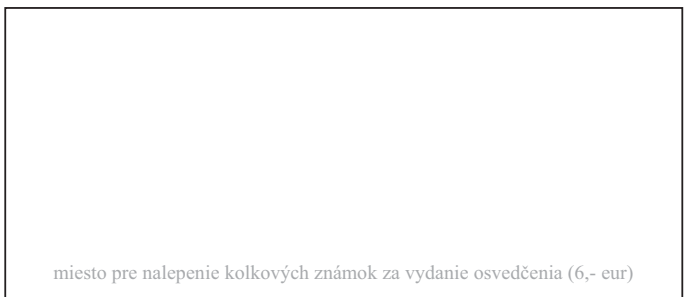 miesto pre nalepenie kolkových známok za vydanie osvedčenia (6,- eur)